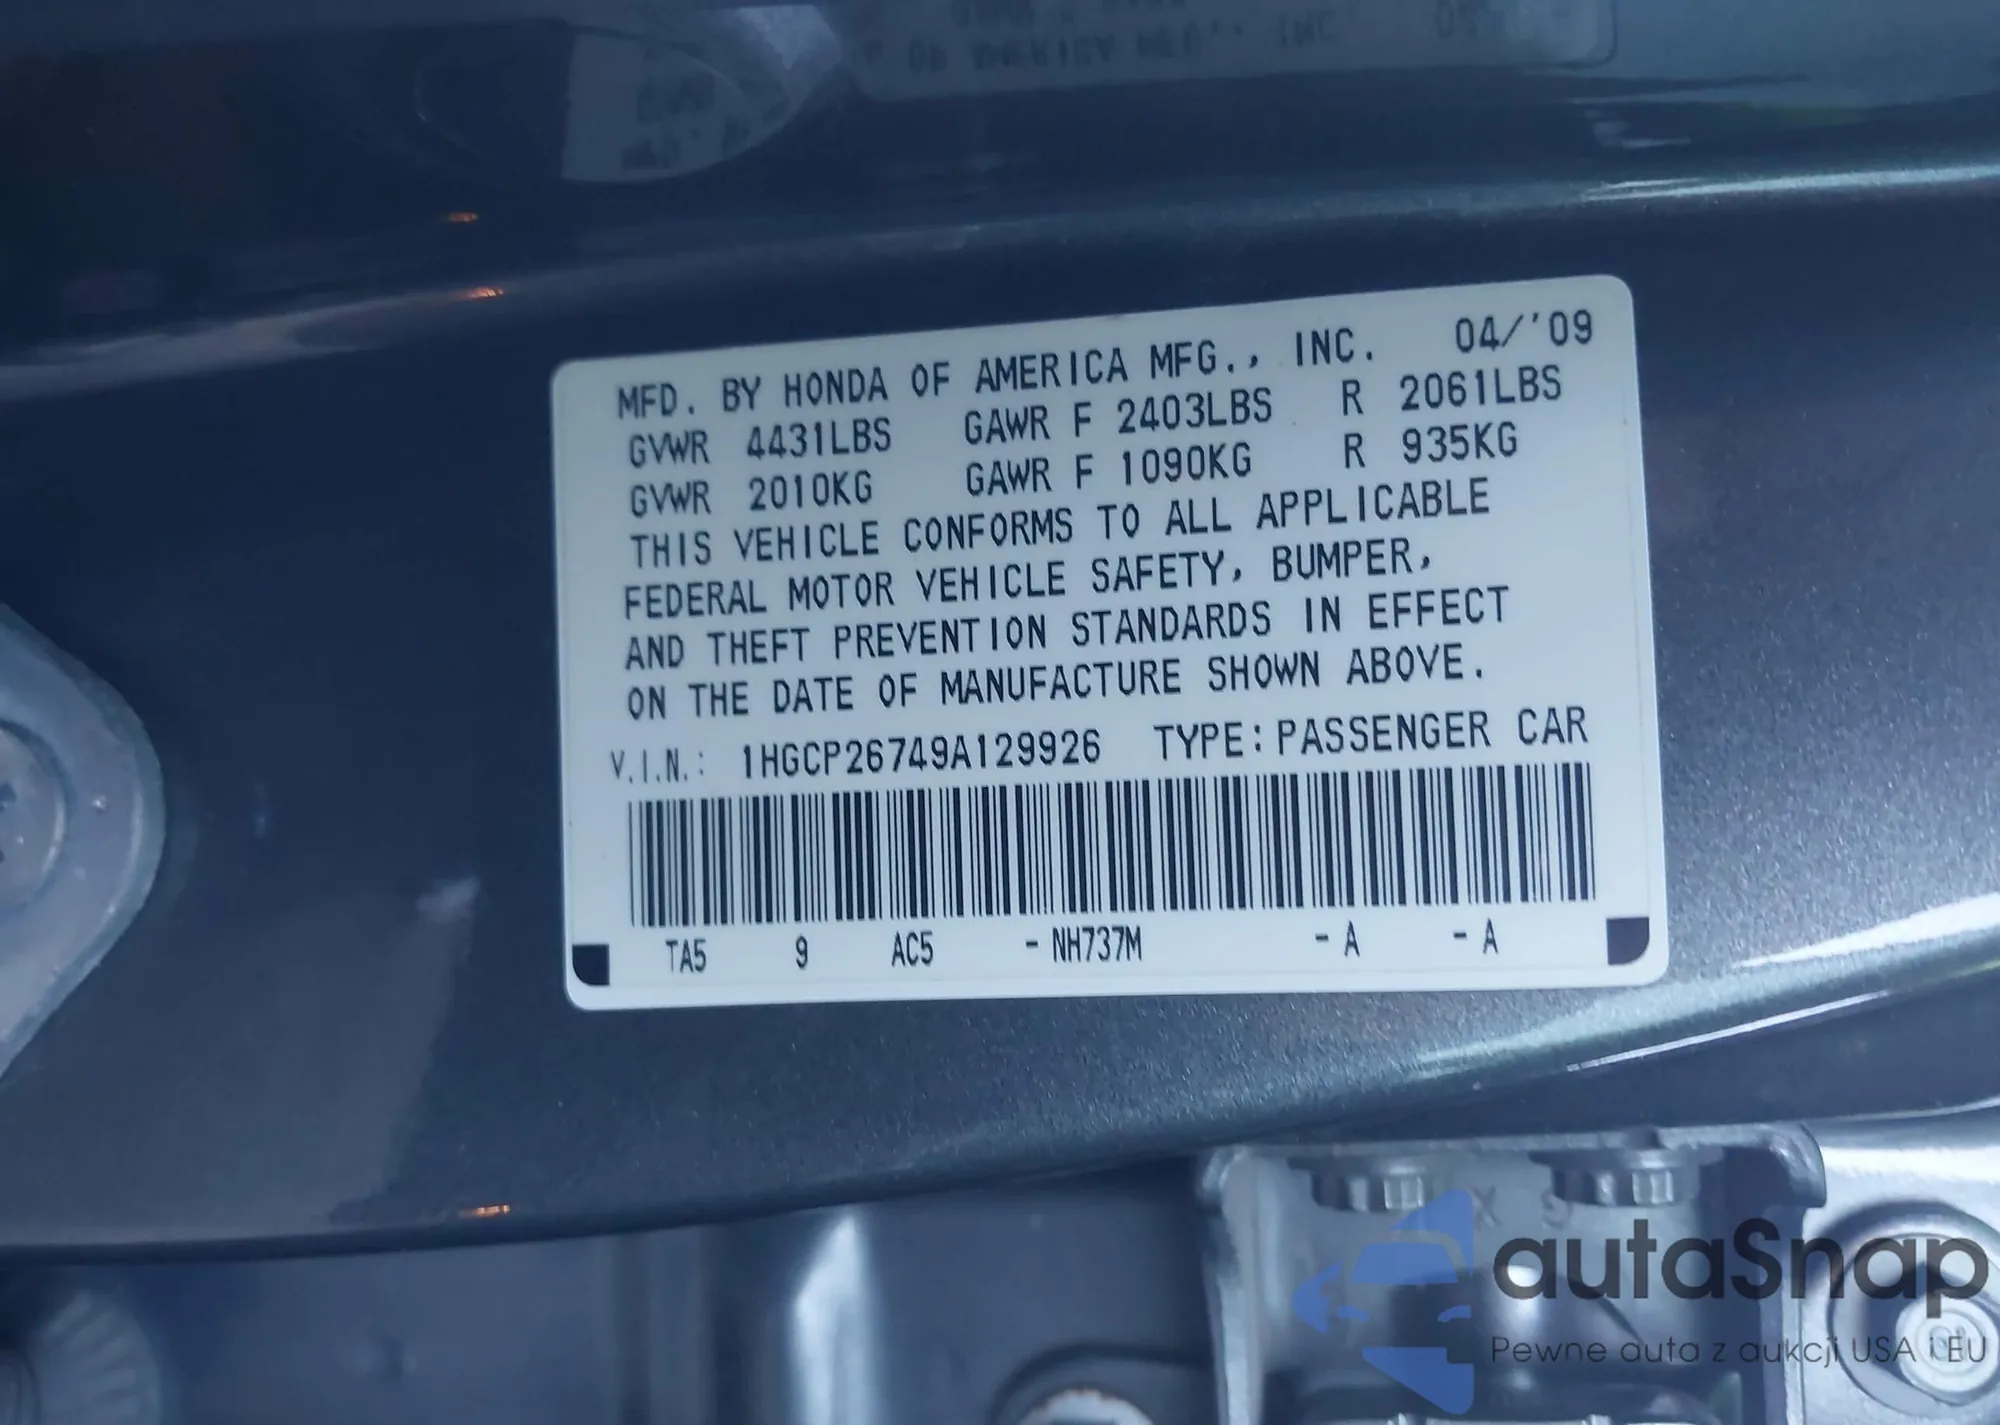 MFD. BY HONDA OF AMERICA MFG., INC. 04/'09
GVWR 4431LBS GAWR F 2403LBS R 2061LBS
GVWR 2010KG GAWR F 1090KG R 935KG
THIS VEHICLE CONFORMS TO ALL APPLICABLE
FEDERAL MOTOR VEHICLE SAFETY, BUMPER,
AND THEFT PREVENTION STANDARDS IN EFFECT
ON THE DATE OF MANUFACTURE SHOWN ABOVE.
V.I.N.: 1HGCP26749A129926 TYPE:PASSENGER CAR
TA5 9 AC5 -NH737M -A -A
autaSnap
Pewne auta z aukcji USA i EU